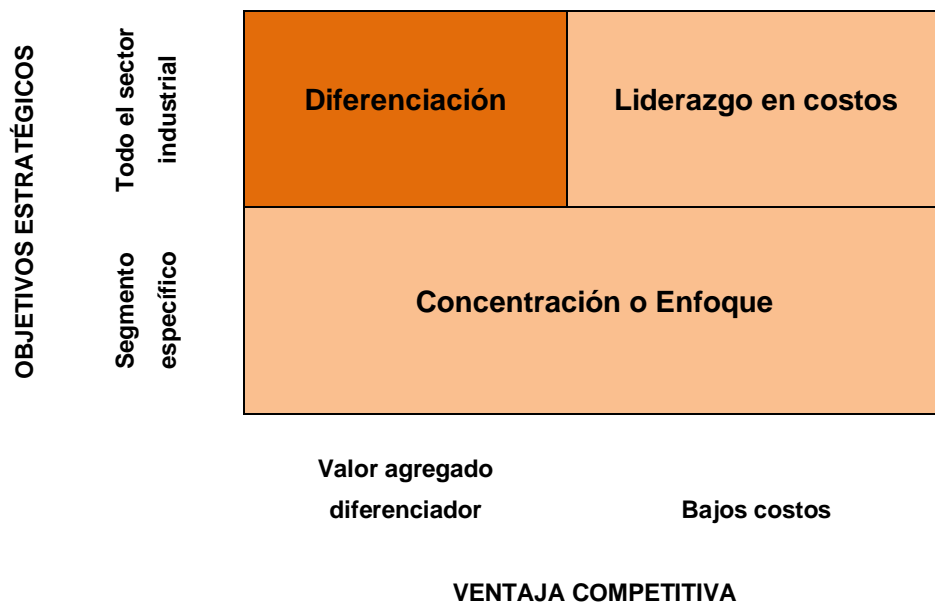 OBJETIVOS ESTRATÉGICOS
Todo el sector
industrial
Diferenciación
Liderazgo en costos
Segmento
específico
Concentración o Enfoque
Valor agregado
diferenciador
Bajos costos
VENTAJA COMPETITIVA